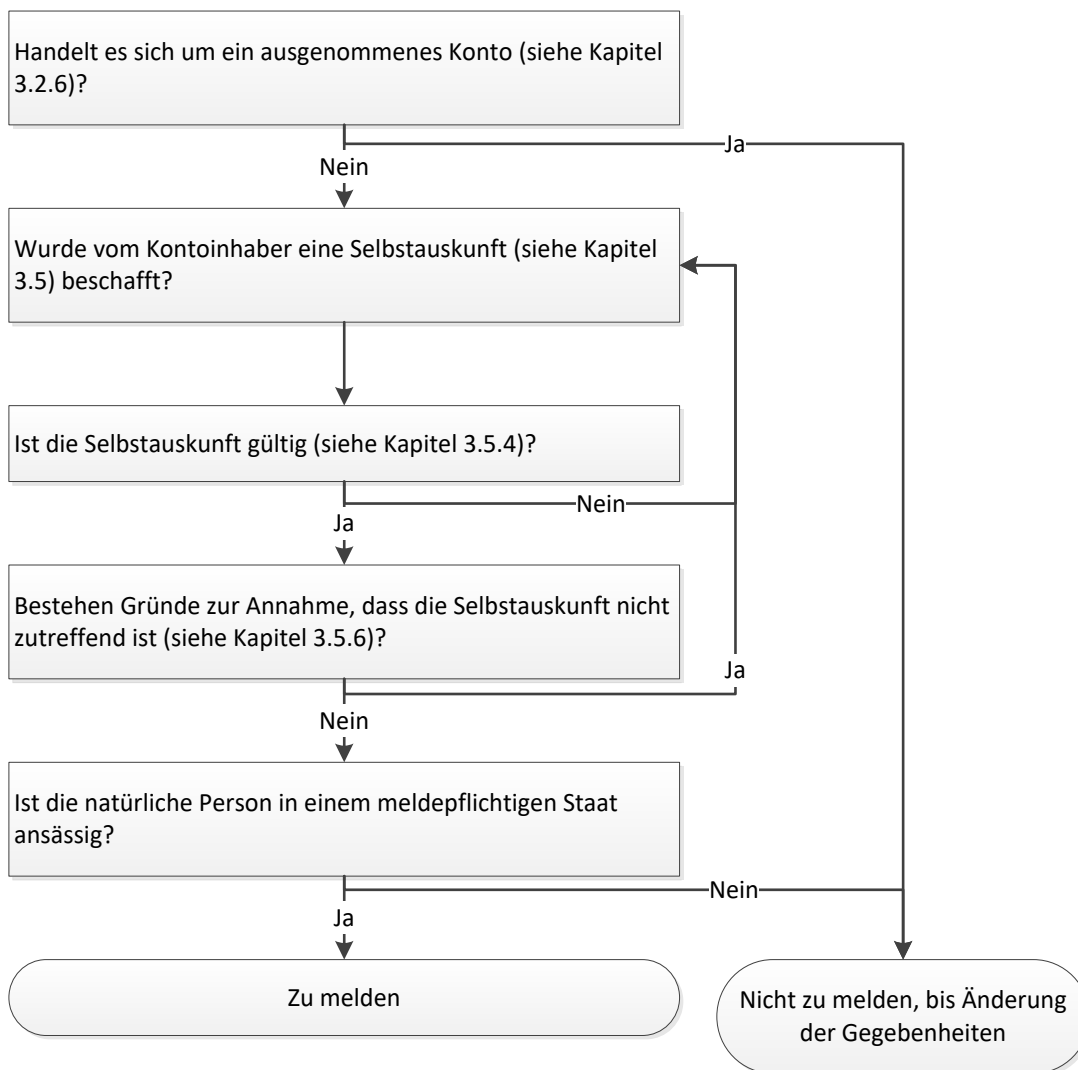 Handelt es sich um ein ausgenommenes Konto (siehe Kapitel
3.2.6)?
Ja
Nein
Wurde vom Kontoinhaber eine Selbstauskunft (siehe Kapitel
3.5) beschafft?
Ist die Selbstauskunft gültig (siehe Kapitel 3.5.4)?
Nein
Ja
Bestehen Gründe zur Annahme, dass die Selbstauskunft nicht
zutreffend ist (siehe Kapitel 3.5.6)?
Ja
Nein
Ist die natürliche Person in einem meldepflichtigen Staat
ansässig?
Nein
Ja
Zu melden
Nicht zu melden, bis Änderung
der Gegebenheiten